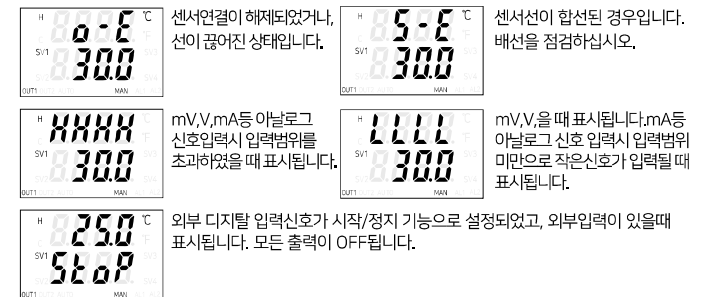 H o-E ℃
SV1 30.0
OUT1 MAN
센서연결이 해제되었거나,
선이 끊어진 상태입니다.
H S-E ℃
SV1 30.0
OUT1 MAN
센서선이 합선된 경우입니다.
배선을 점검하십시오.
H HHHH
SV1 30.0
OUT1 MAN
mV,V,mA등 아날로그
신호입력시 입력범위를
초과하였을 때 표시됩니다.
H LLLL
SV1 30.0
OUT1 MAN
mV,V,을 때 표시됩니다.mA등
아날로그 신호 입력시 입력범위
미만으로 작은신호가 입력될 때
표시됩니다.
H 25.0 ℃
SV1 StoP
OUT1 MAN
외부 디지탈 입력신호가 시작/정지 기능으로 설정되었고, 외부입력이 있을때
표시됩니다. 모든 출력이 OFF됩니다.